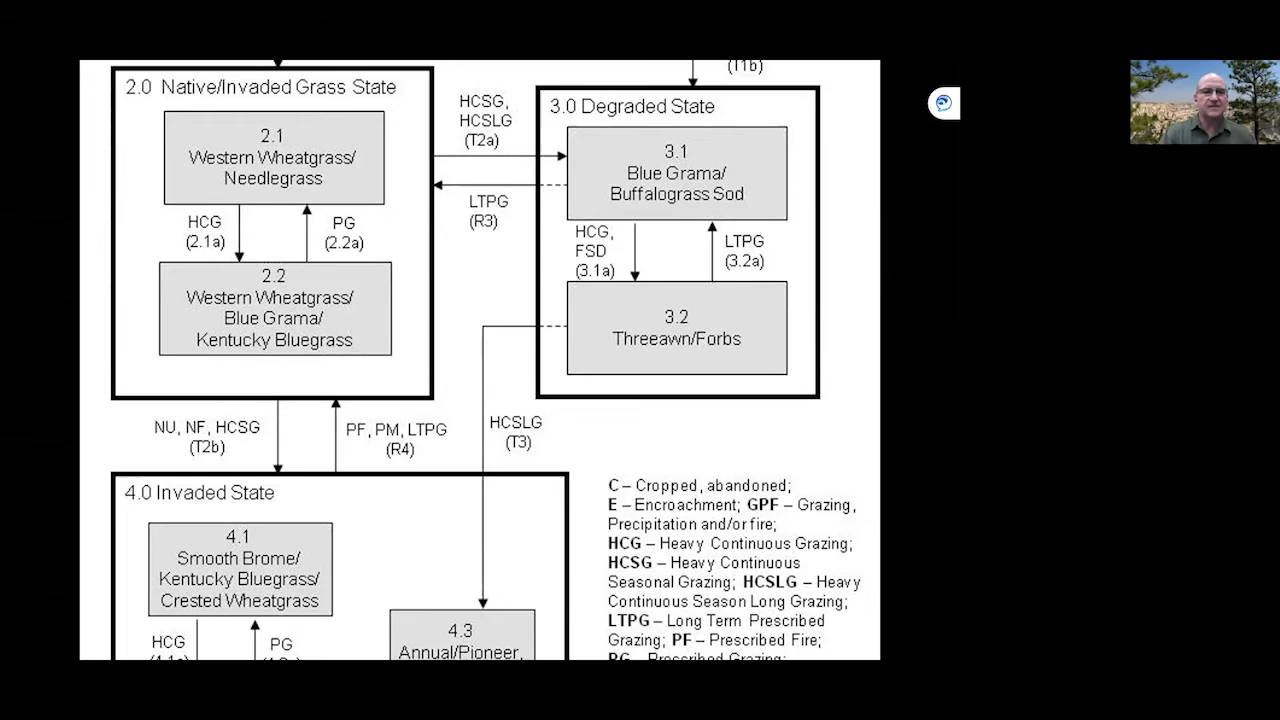 (T1b)
2.0 Native/Invaded Grass State
2.1
Western Wheatgrass/
Needlegrass
HCG
(2.1a)
PG
(2.2a)
2.2
Western Wheatgrass/
Blue Grama/
Kentucky Bluegrass
HCSG,
HCSLG
(T2a)
LTPG
(R3)
3.0 Degraded State
3.1
Blue Grama/
Buffalograss Sod
HCG,
FSD
(3.1a)
LTPG
(3.2a)
3.2
Threeawn/Forbs
NU, NF, HCSG
(T2b)
PF, PM, LTPG
(R4)
HCSLG
(T3)
4.0 Invaded State
4.1
Smooth Brome/
Kentucky Bluegrass/
Crested Wheatgrass
HCG
PG
4.3
Annual/Pioneer,
C – Cropped, abandoned;
E – Encroachment; GPF – Grazing,
Precipitation and/or fire;
HCG – Heavy Continuous Grazing;
HCSG – Heavy Continuous
Seasonal Grazing; HCSLG – Heavy
Continuous Season Long Grazing;
LTPG – Long Term Prescribed
Grazing; PF – Prescribed Fire;
PG – Prescribed Grazing;